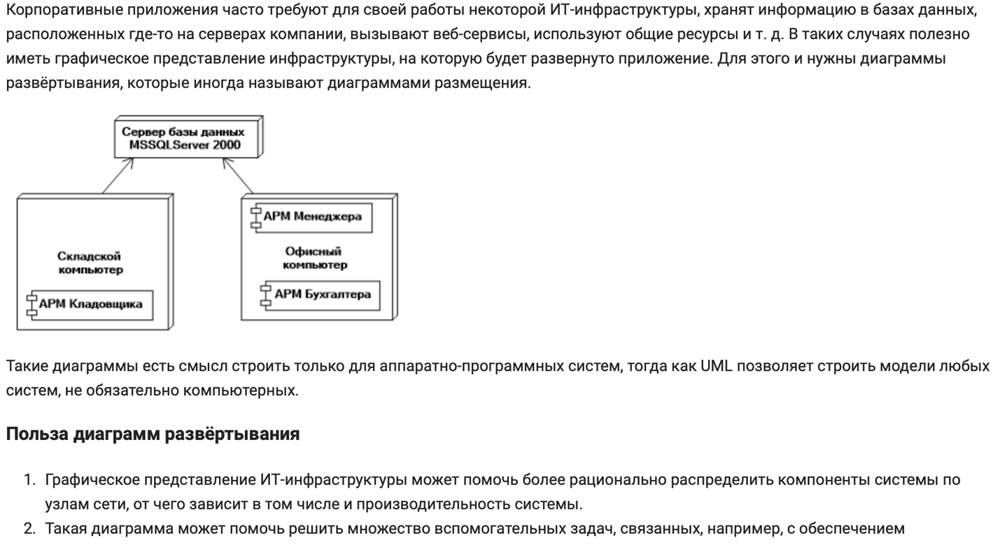 Корпоративные приложения часто требуют для своей работы некоторой ИТ-инфраструктуры, хранят информацию в базах данных,
расположенных где-то на серверах компании, вызывают веб-сервисы, используют общие ресурсы и т. д. В таких случаях полезно
иметь графическое представление инфраструктуры, на которую будет развернуто приложение. Для этого и нужны диаграммы
развёртывания, которые иногда называют диаграммами размещения.
Сервер базы данных
MSSQLServer 2000
Складской
компьютер
АРМ Кладовщика
АРМ Менеджера
Офисный
компьютер
АРМ Бухгалтера
Такие диаграммы есть смысл строить только для аппаратно-программных систем, тогда как UML позволяет строить модели любых
систем, не обязательно компьютерных.
Польза диаграмм развёртывания
1. Графическое представление ИТ-инфраструктуры может помочь более рационально распределить компоненты системы по
узлам сети, от чего зависит в том числе и производительность системы.
2. Такая диаграмма может помочь решить множество вспомогательных задач, связанных, например, с обеспечением